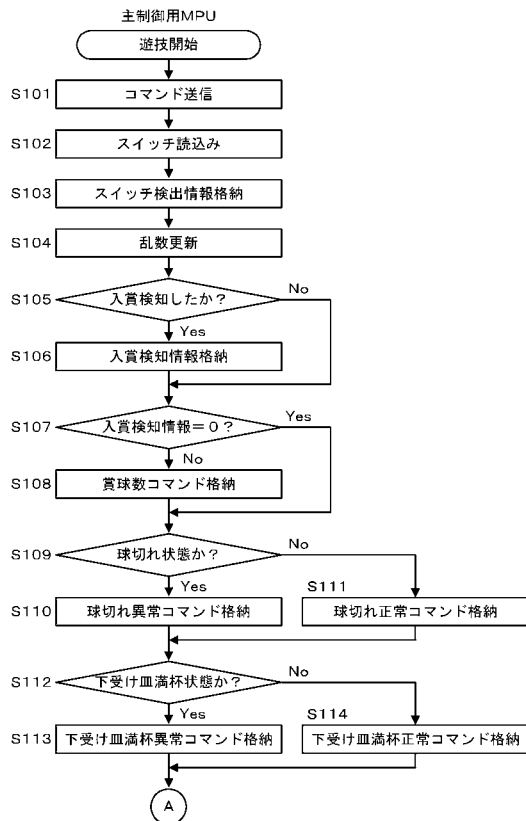 主制御用MPU
遊技開始
S101
コマンド送信
S102
スイッチ読込み
S103
スイッチ検出情報格納
S104
乱数更新
S105
入賞検知したか？
No
Yes
S106
入賞検知情報格納
S107
入賞検知情報＝０？
Yes
No
S108
賞球数コマンド格納
S109
球切れ状態か？
No
Yes
S111
S110
球切れ異常コマンド格納
球切れ正常コマンド格納
S112
下受け皿満杯状態か？
No
Yes
S114
S113
下受け皿満杯異常コマンド格納
下受け皿満杯正常コマンド格納
A